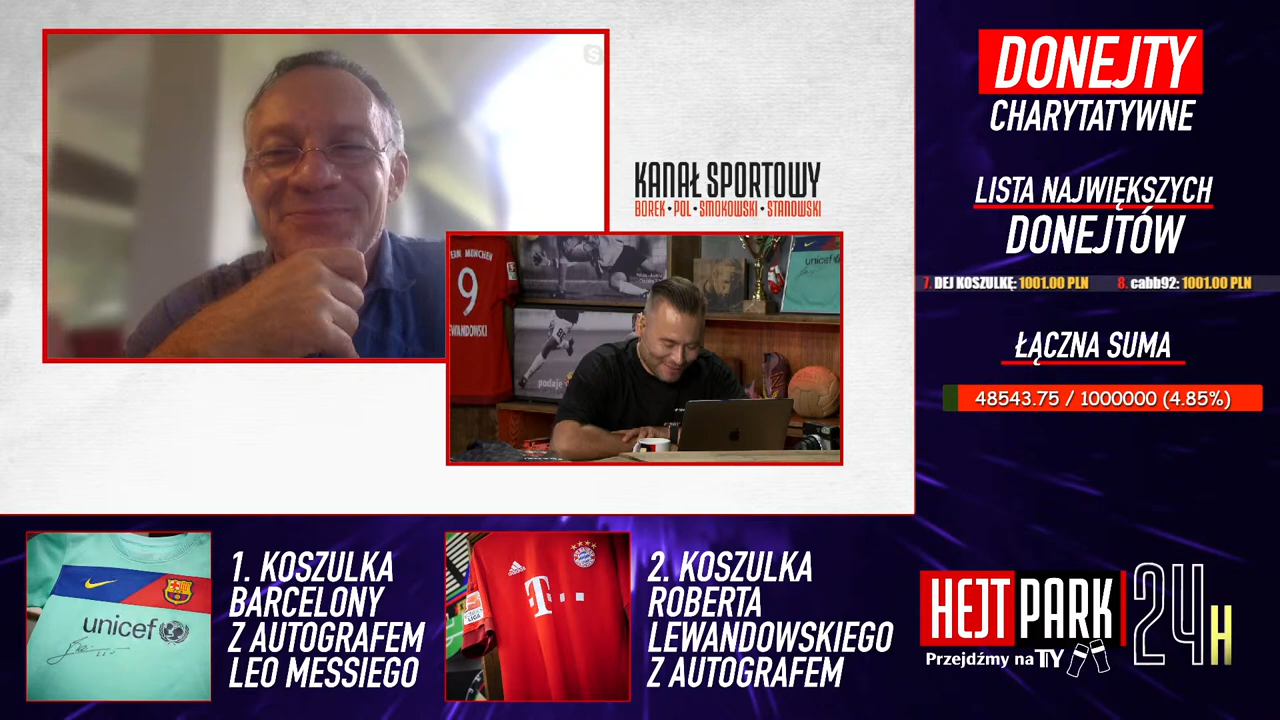 KANAŁ SPORTOWY
BOREK • POL • SMOKOWSKI • STANOWSKI
9
unicef
podaje
DONEJTY
CHARYTATYWNE
LISTA NAJWIĘKSZYCH
DONEJTÓW
7. DEJ KOSZULKĘ: 1001.00 PLN 8. cabb92: 1001.00 PLN
ŁĄCZNA SUMA
48543.75 / 1000000 (4.85%)
unicef
1. KOSZULKA
BARCELONY
Z AUTOGRAFEM
LEO MESSIEGO
2. KOSZULKA
ROBERTA
LEWANDOWSKIEGO
Z AUTOGRAFEM
HEJT PARK 24H
Przejdźmy na TY